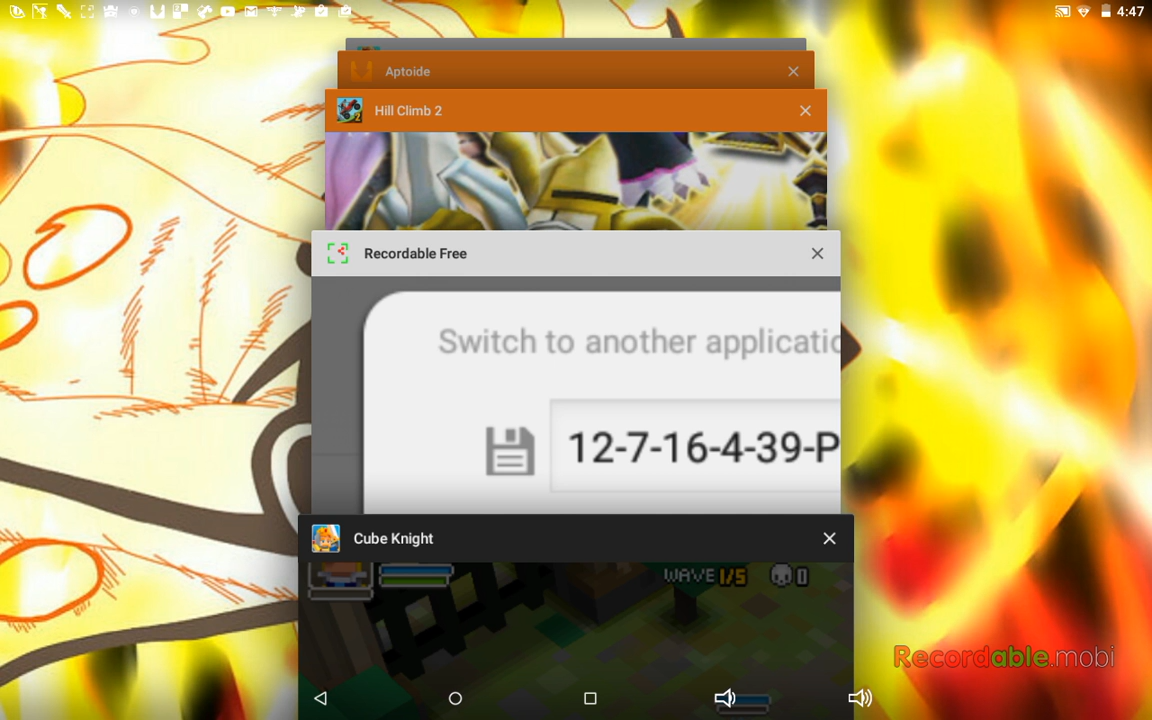 4:47
Aptoide
Hill Climb 2
Recordable Free
Switch to another applicatio
12-7-16-4-39-P
Cube Knight
WAVE 1/5 0
Recordable.mobi